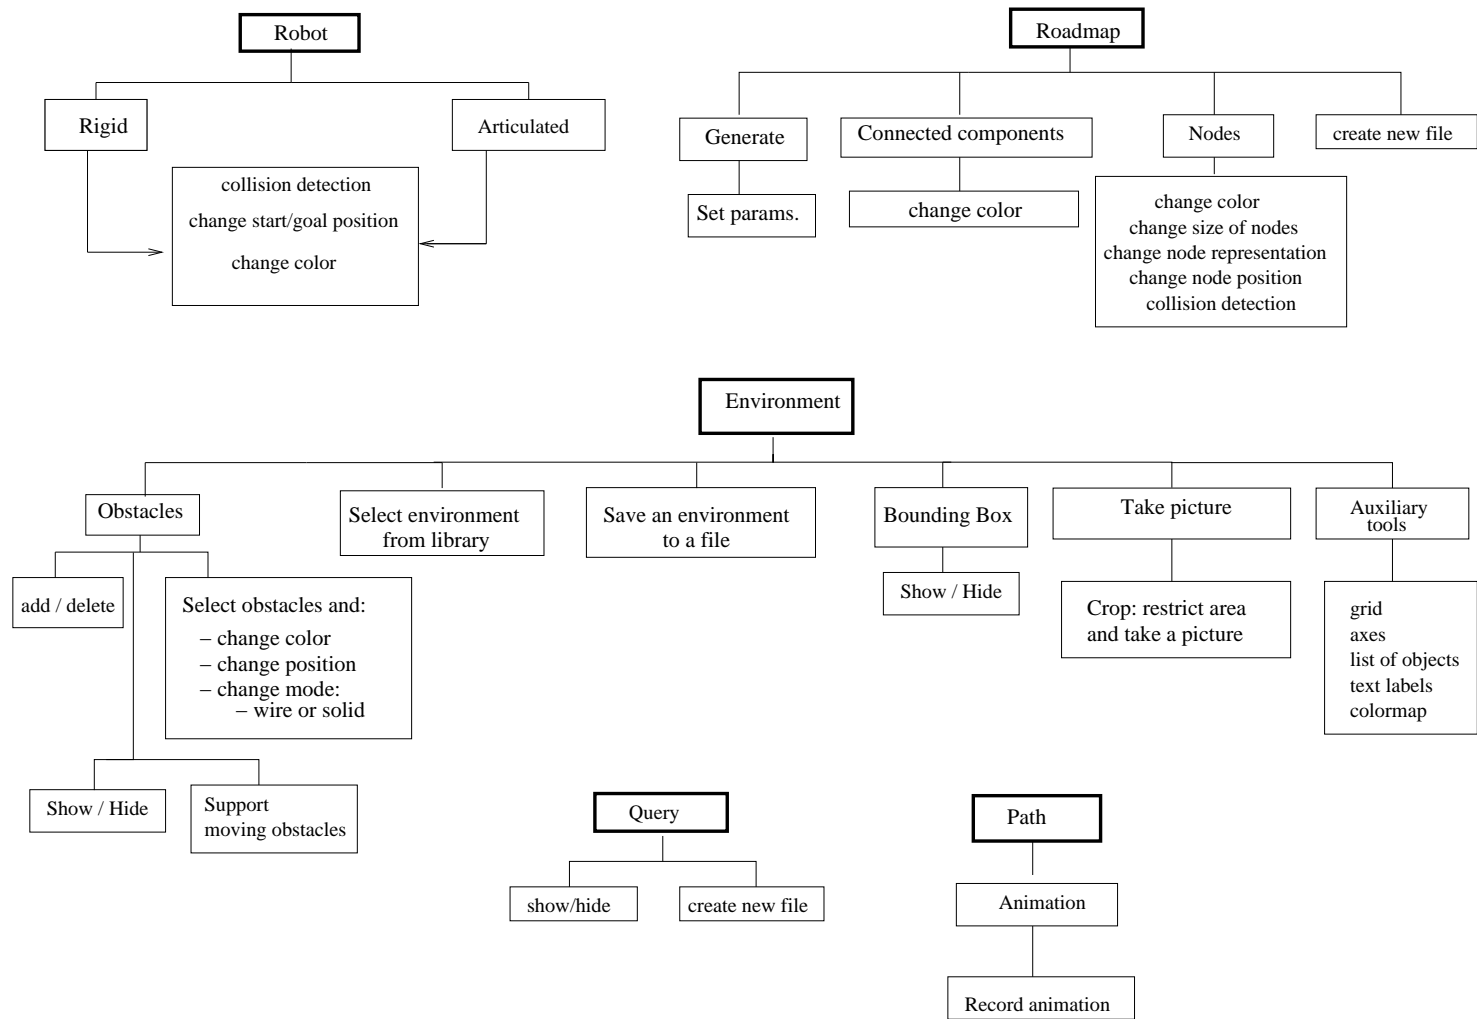 Robot
Rigid
Articulated
collision detection
change start/goal position
change color
Roadmap
Generate
Connected components
Nodes
create new file
Set params.
change color
change color
change size of nodes
change node representation
change node position
collision detection
Environment
Obstacles
Select environment
from library
Save an environment
to a file
Bounding Box
Take picture
Auxiliary
tools
add / delete
Select obstacles and:
– change color
– change position
– change mode:
– wire or solid
Show / Hide
Crop: restrict area
and take a picture
grid
axes
list of objects
text labels
colormap
Show / Hide
Support
moving obstacles
Query
show/hide
create new file
Path
Animation
Record animation